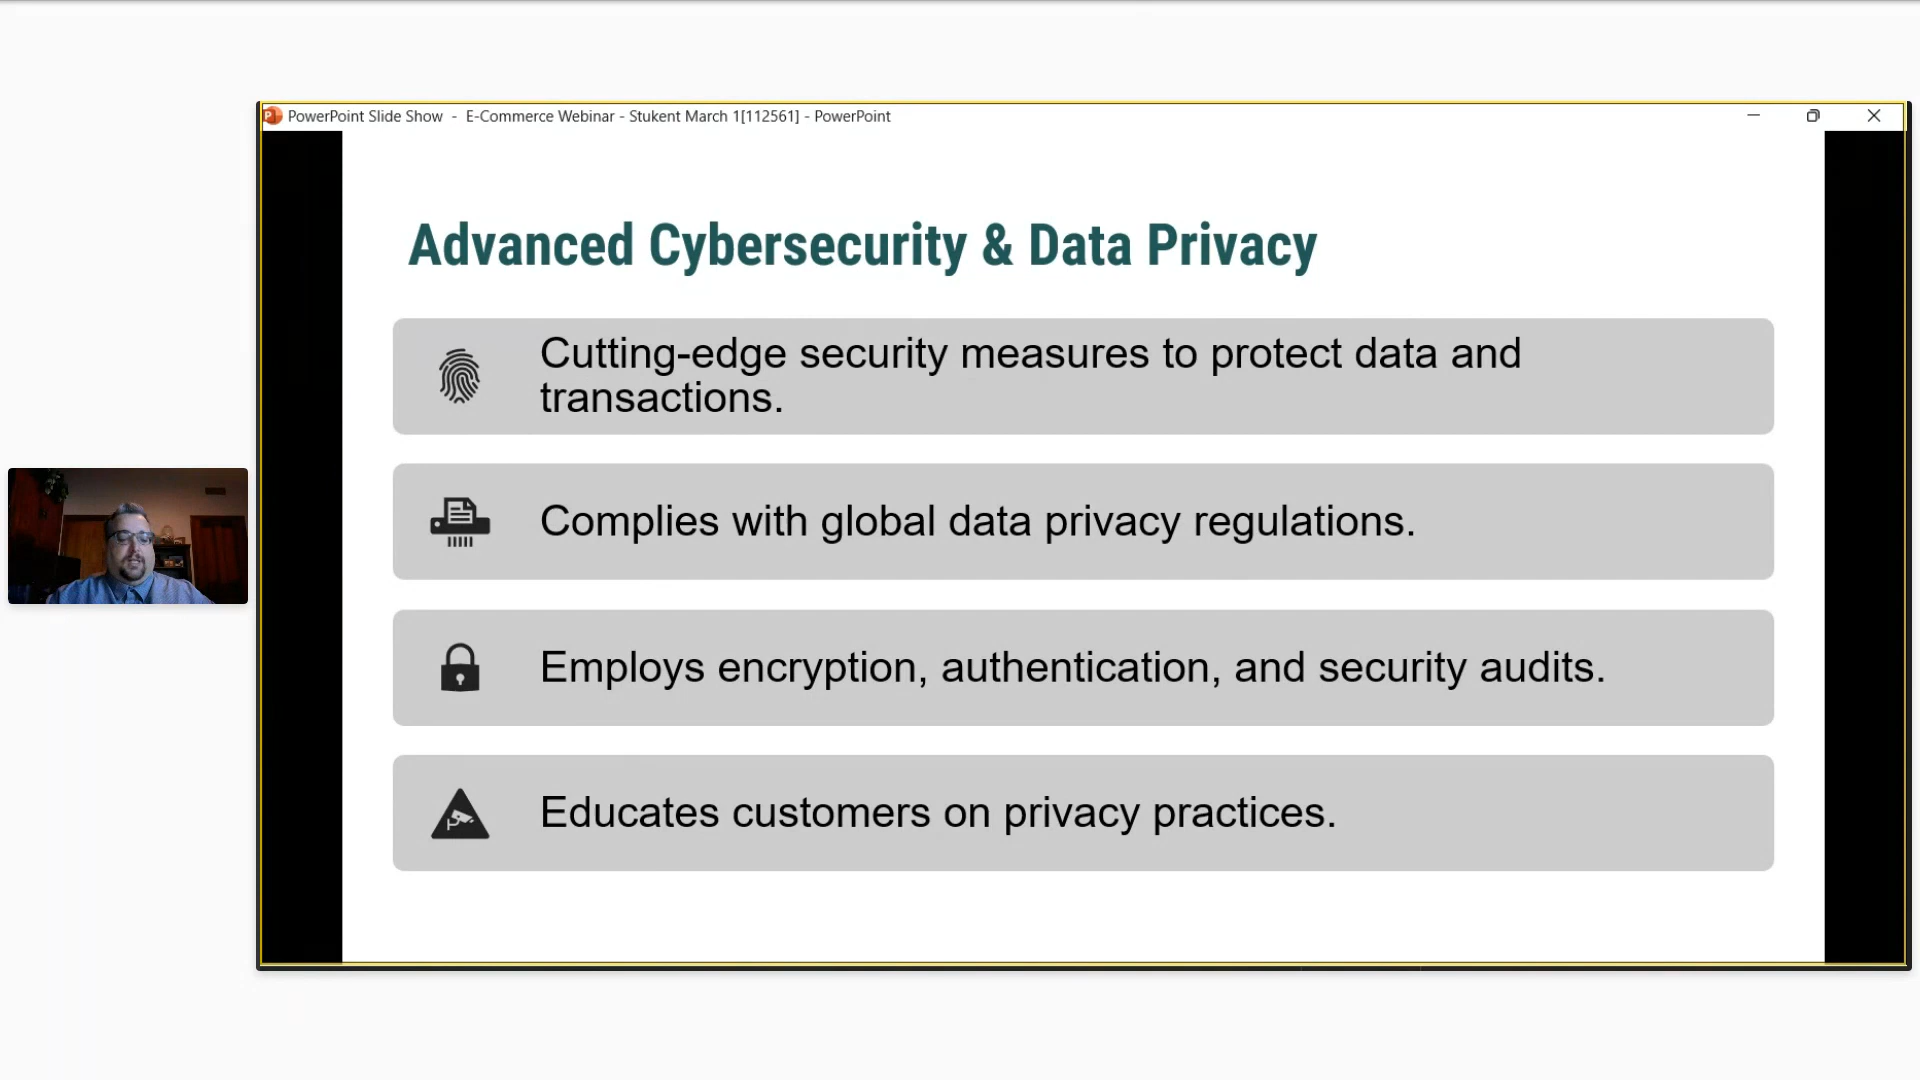 PowerPoint Slide Show - E-Commerce Webinar - Stukent March 1[112561] - PowerPoint
Advanced Cybersecurity & Data Privacy
Cutting-edge security measures to protect data and
transactions.
Complies with global data privacy regulations.
Employs encryption, authentication, and security audits.
Educates customers on privacy practices.